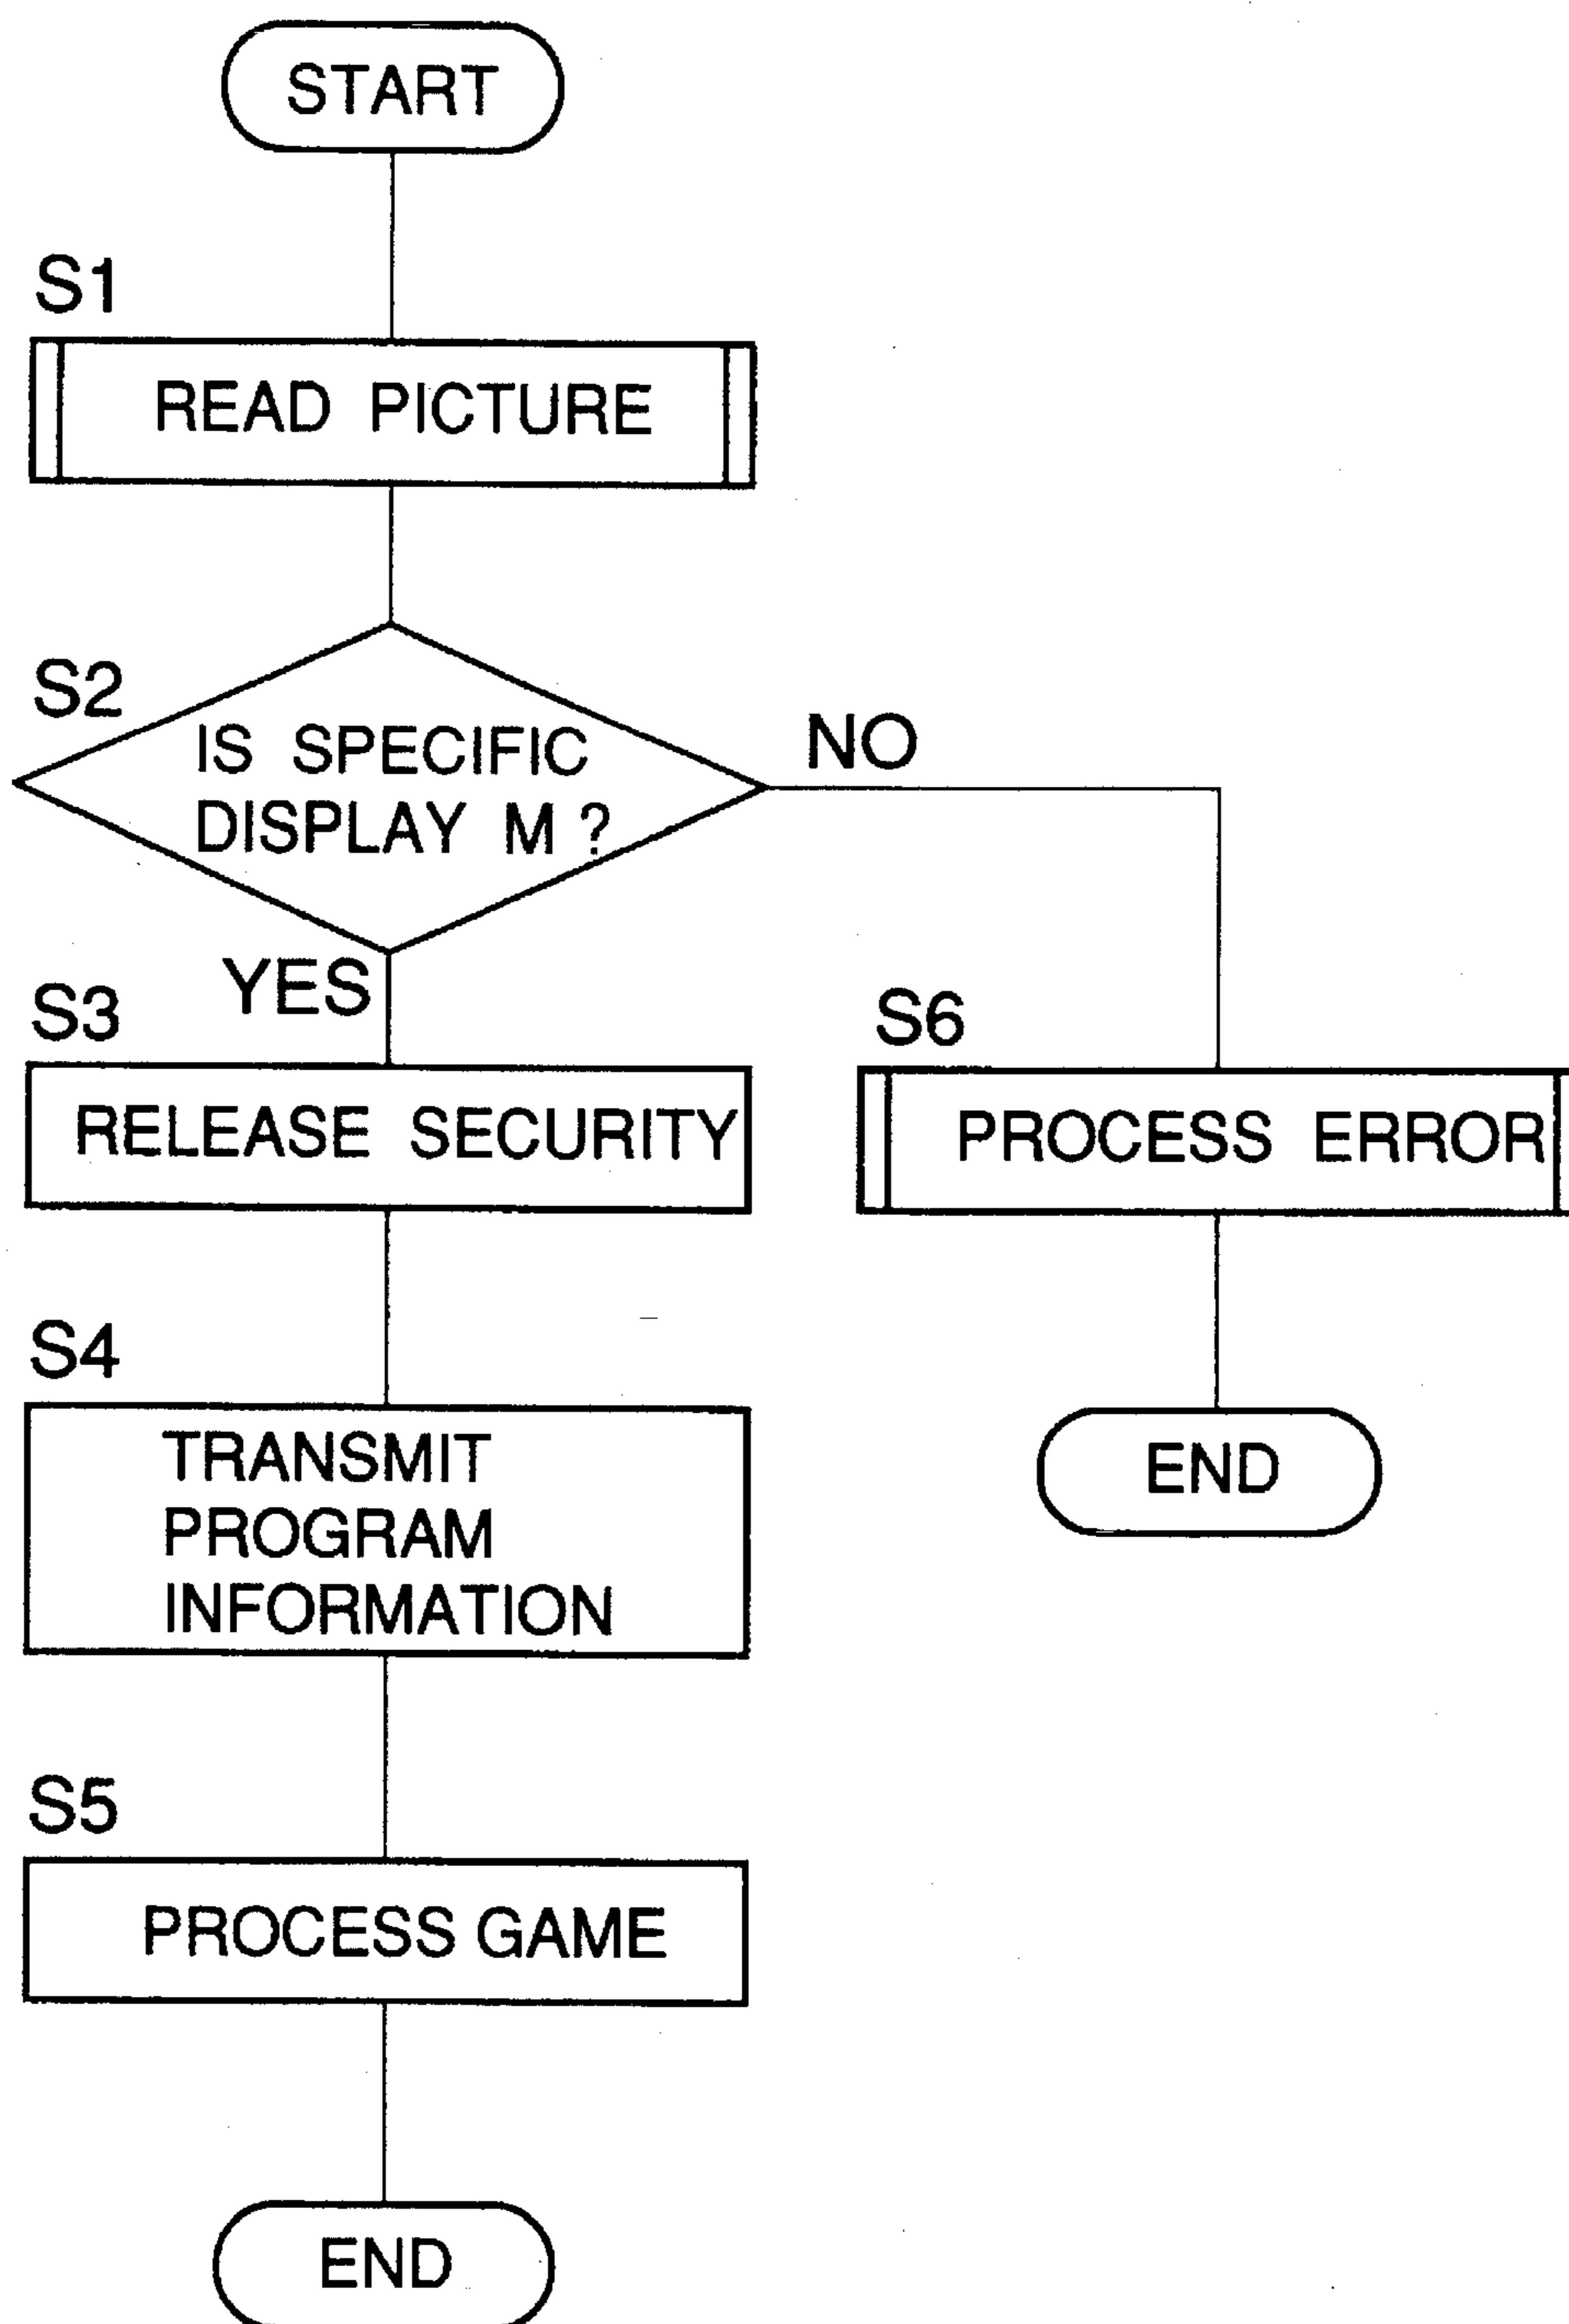 START
S1
READ PICTURE
S2
IS SPECIFIC
DISPLAY M ?
NO
YES
S3
RELEASE SECURITY
S6
PROCESS ERROR
S4
TRANSMIT
PROGRAM
INFORMATION
END
S5
PROCESS GAME
END